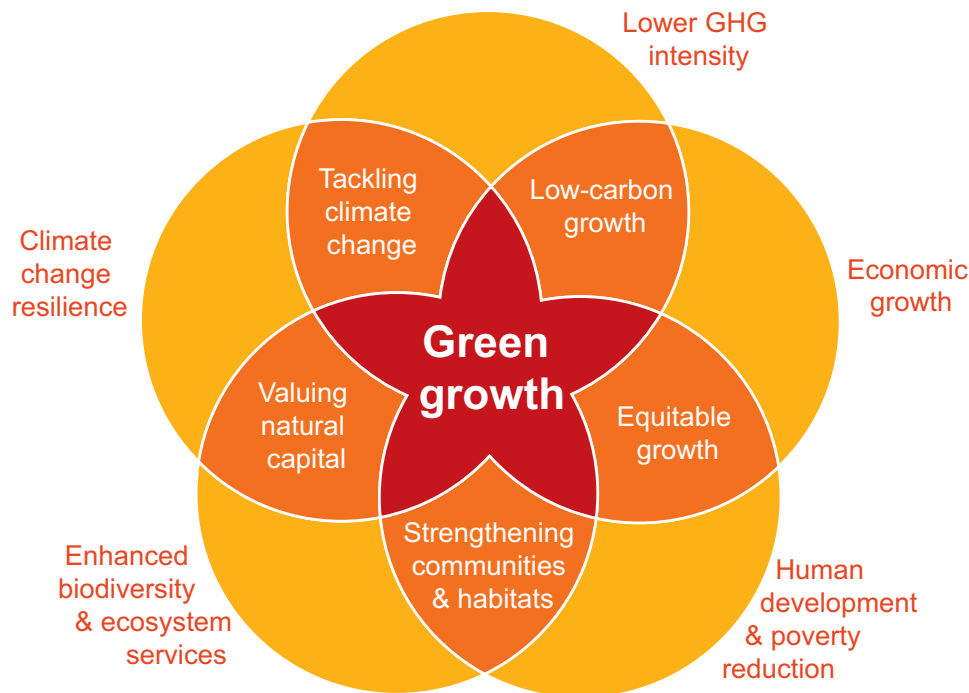 Lower GHG
intensity
Tackling
climate
change
Low-carbon
growth
Climate
change
resilience
Economic
growth
Green
growth
Valuing
natural
capital
Equitable
growth
Strengthening
communities
& habitats
Enhanced
biodiversity
& ecosystem
services
Human
development
& poverty
reduction